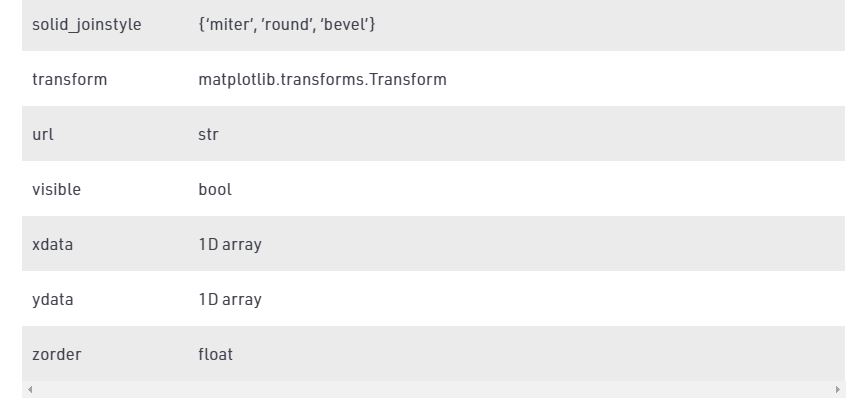 solid_joinstyle {‘miter’, ’round’, ‘bevel’}
transform matplotlib.transforms.Transform
url str
visible bool
xdata 1D array
ydata 1D array
zorder float